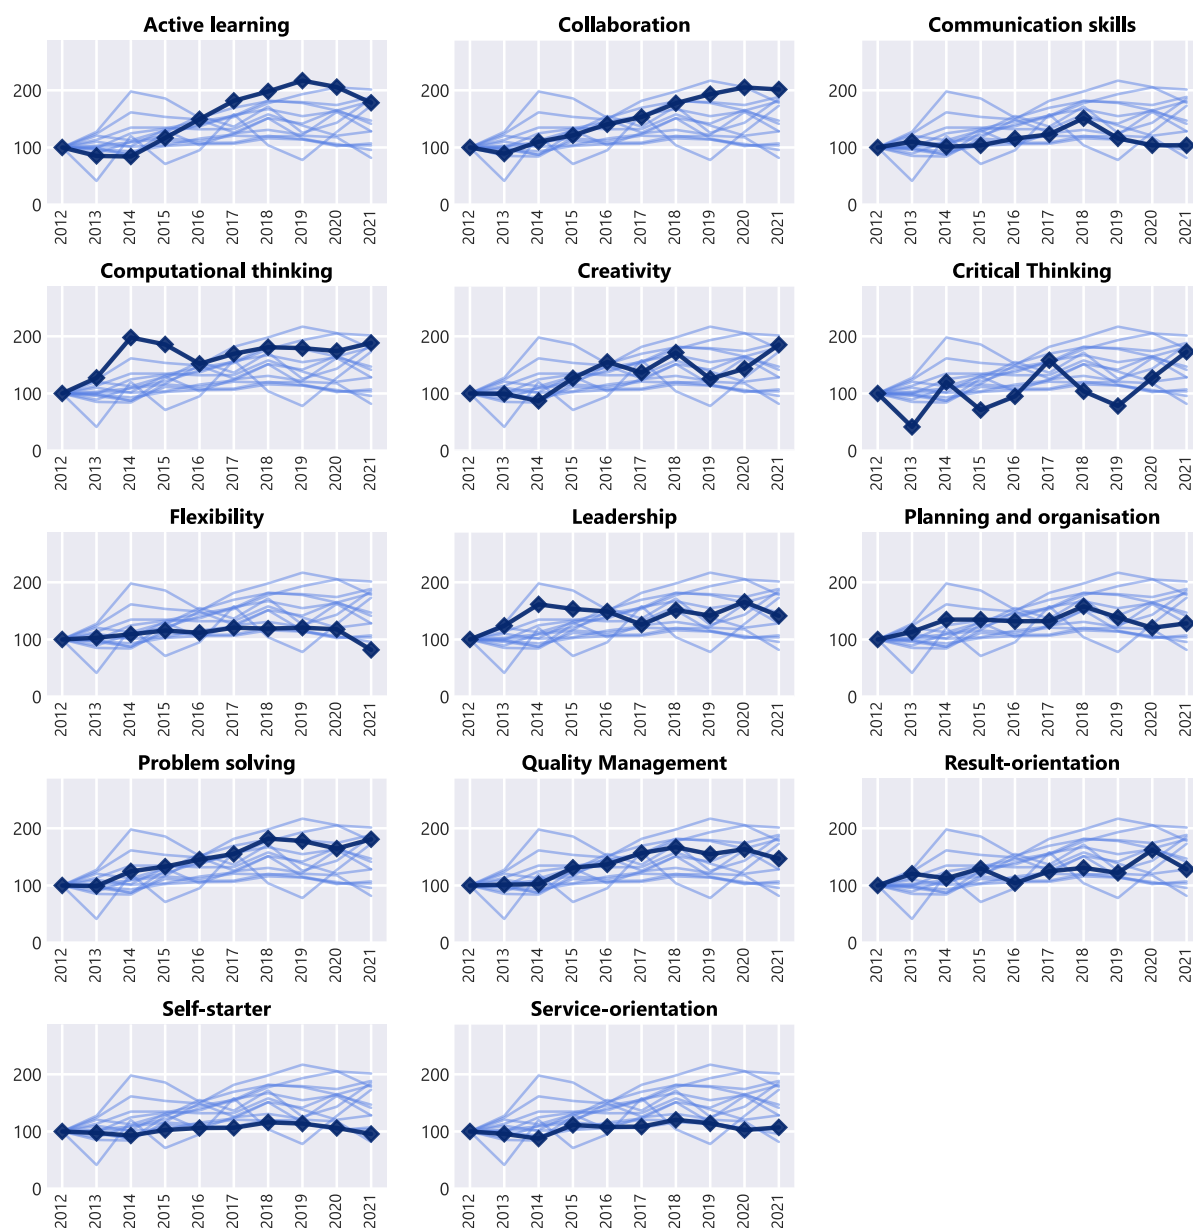 Active learning
Collaboration
Communication skills
200
100
0
2012 2013 2014 2015 2016 2017 2018 2019 2020 2021
200
100
0
2012 2013 2014 2015 2016 2017 2018 2019 2020 2021
200
100
0
2012 2013 2014 2015 2016 2017 2018 2019 2020 2021
Computational thinking
Creativity
Critical Thinking
200
100
0
2012 2013 2014 2015 2016 2017 2018 2019 2020 2021
200
100
0
2012 2013 2014 2015 2016 2017 2018 2019 2020 2021
200
100
0
2012 2013 2014 2015 2016 2017 2018 2019 2020 2021
Flexibility
Leadership
Planning and organisation
200
100
0
2012 2013 2014 2015 2016 2017 2018 2019 2020 2021
200
100
0
2012 2013 2014 2015 2016 2017 2018 2019 2020 2021
200
100
0
2012 2013 2014 2015 2016 2017 2018 2019 2020 2021
Problem solving
Quality Management
Result-orientation
200
100
0
2012 2013 2014 2015 2016 2017 2018 2019 2020 2021
200
100
0
2012 2013 2014 2015 2016 2017 2018 2019 2020 2021
200
100
0
2012 2013 2014 2015 2016 2017 2018 2019 2020 2021
Self-starter
Service-orientation
200
100
0
2012 2013 2014 2015 2016 2017 2018 2019 2020 2021
200
100
0
2012 2013 2014 2015 2016 2017 2018 2019 2020 2021